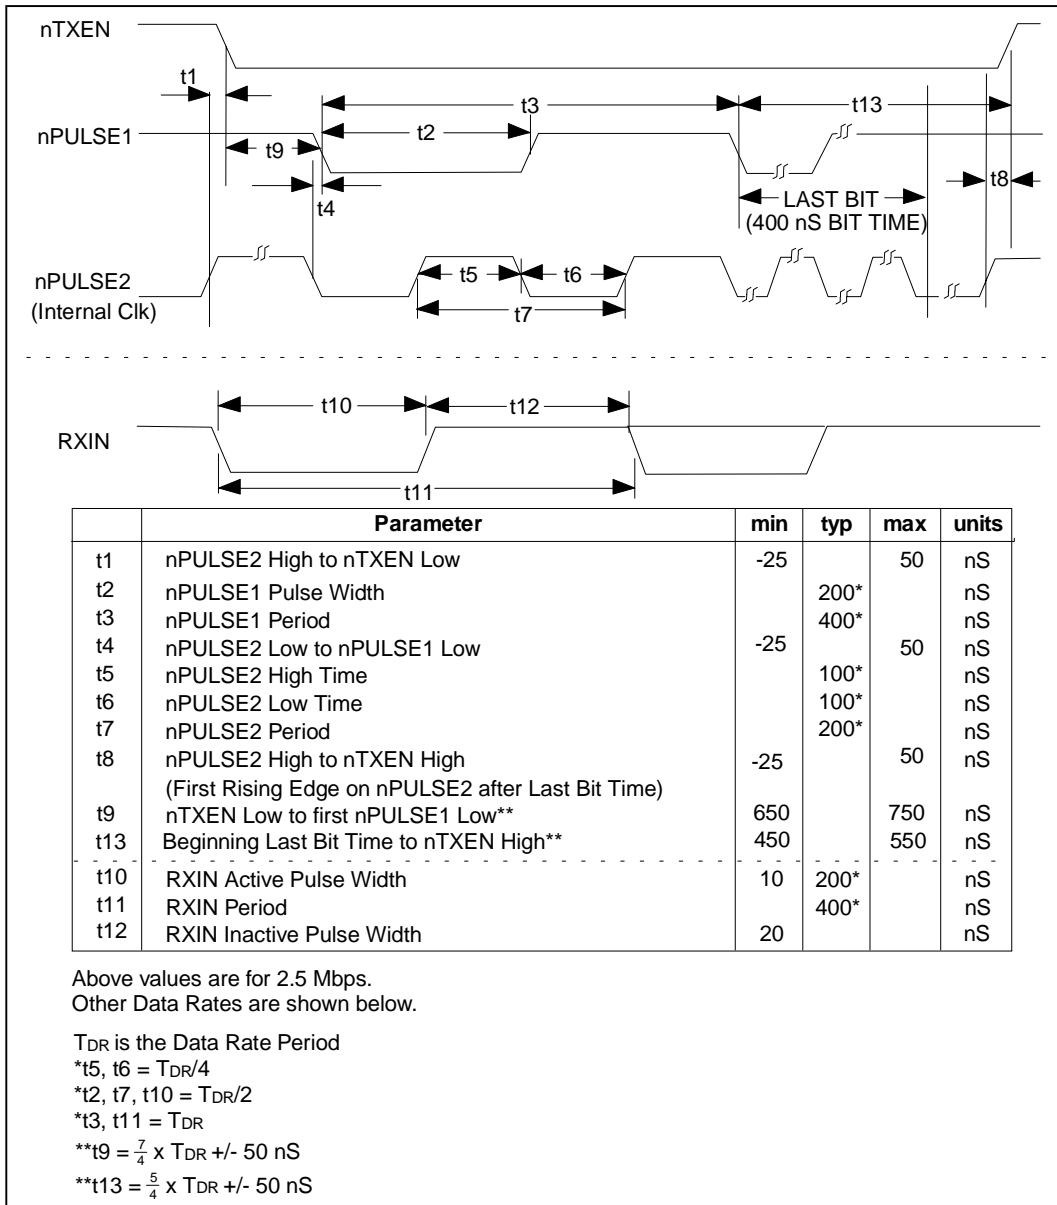 nTXEN
t1
t3
t13
nPULSE1
t2
t9
t8
t4
LAST BIT
(400 nS BIT TIME)
nPULSE2
(Internal Clk)
t5
t6
t7
t10
t12
RXIN
t11
Parameter min typ max units
t1 nPULSE2 High to nTXEN Low -25 50 nS
t2 nPULSE1 Pulse Width 200* nS
t3 nPULSE1 Period 400* nS
t4 nPULSE2 Low to nPULSE1 Low -25 50 nS
t5 nPULSE2 High Time 100* nS
t6 nPULSE2 Low Time 100* nS
t7 nPULSE2 Period 200* nS
t8 nPULSE2 High to nTXEN High -25 50 nS
(First Rising Edge on nPULSE2 after Last Bit Time)
t9 nTXEN Low to first nPULSE1 Low** 650 750 nS
t13 Beginning Last Bit Time to nTXEN High** 450 550 nS
t10 RXIN Active Pulse Width 10 200* nS
t11 RXIN Period 400* nS
t12 RXIN Inactive Pulse Width 20 nS
Above values are for 2.5 Mbps.
Other Data Rates are shown below.
TDR is the Data Rate Period
*t5, t6 = TDR/4
*t2, t7, t10 = TDR/2
*t3, t11 = TDR
**t9 = 7/4 x TDR +/- 50 nS
**t13 = 5/4 x TDR +/- 50 nS